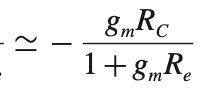 ≃ − g_m R_C / 1 + g_m R_e